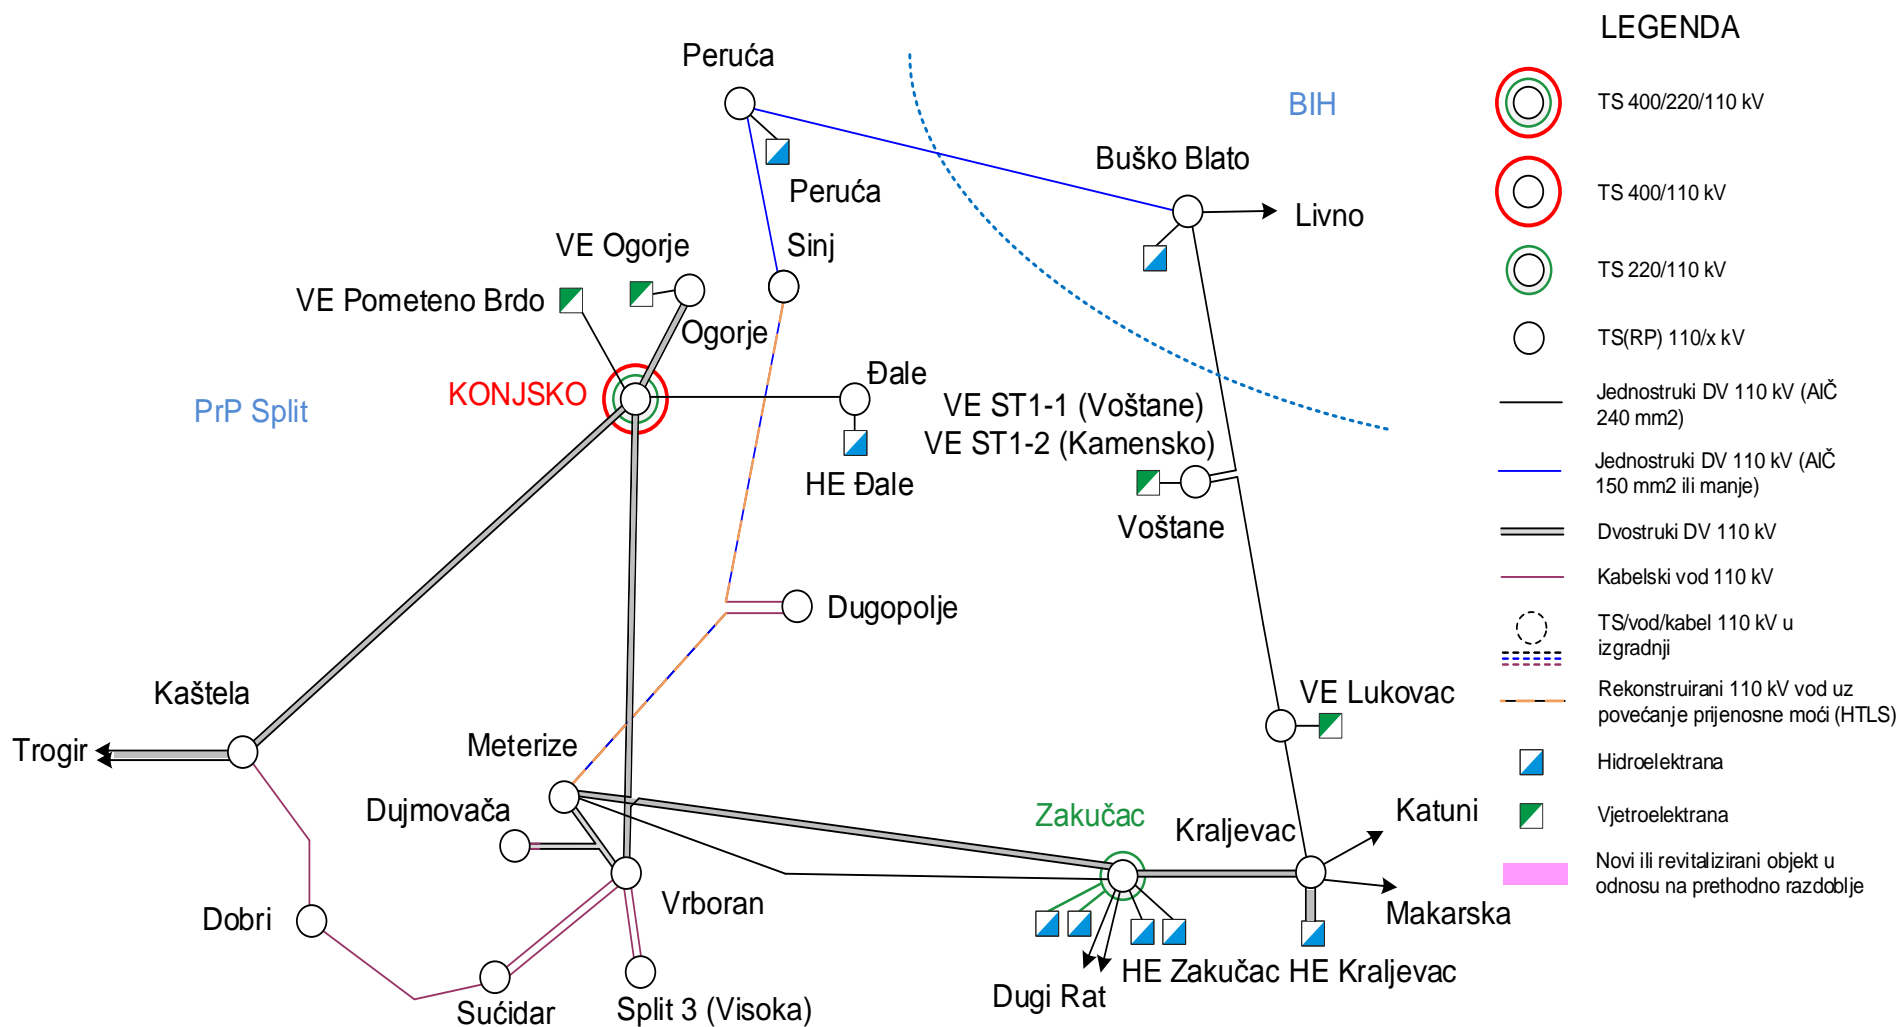 LEGENDA
Peruća
BIH
TS 400/220/110 kV
Buško Blato
Peruća
TS 400/110 kV
Livno
VE Ogorje
Sinj
VE Pometeno Brdo
TS 220/110 kV
Ogorje
TS(RP) 110/x kV
KONJSKO
Đale
PrP Split
VE ST1-1 (Voštane)
VE ST1-2 (Kamensko)
Jednostruki DV 110 kV (AlČ
240 mm2)
HE Đale
Jednostruki DV 110 kV (AlČ
150 mm2 ili manje)
Voštane
Dvostruki DV 110 kV
Kabelski vod 110 kV
Dugopolje
TS/vod/kabel 110 kV u
izgradnji
Kaštela
VE Lukovac
Rekonstruirani 110 kV vod uz
povećanje prijenosne moći (HTLS)
Trogir
Meterize
Hidroelektrana
Dujmovača
Zakučac
Kraljevac
Katuni
Vjetroelektrana
Novi ili revitalizirani objekt u
odnosu na prethodno razdoblje
Vrboran
Makarska
Dobri
HE Zakučac
HE Kraljevac
Dugi Rat
Sućidar
Split 3 (Visoka)